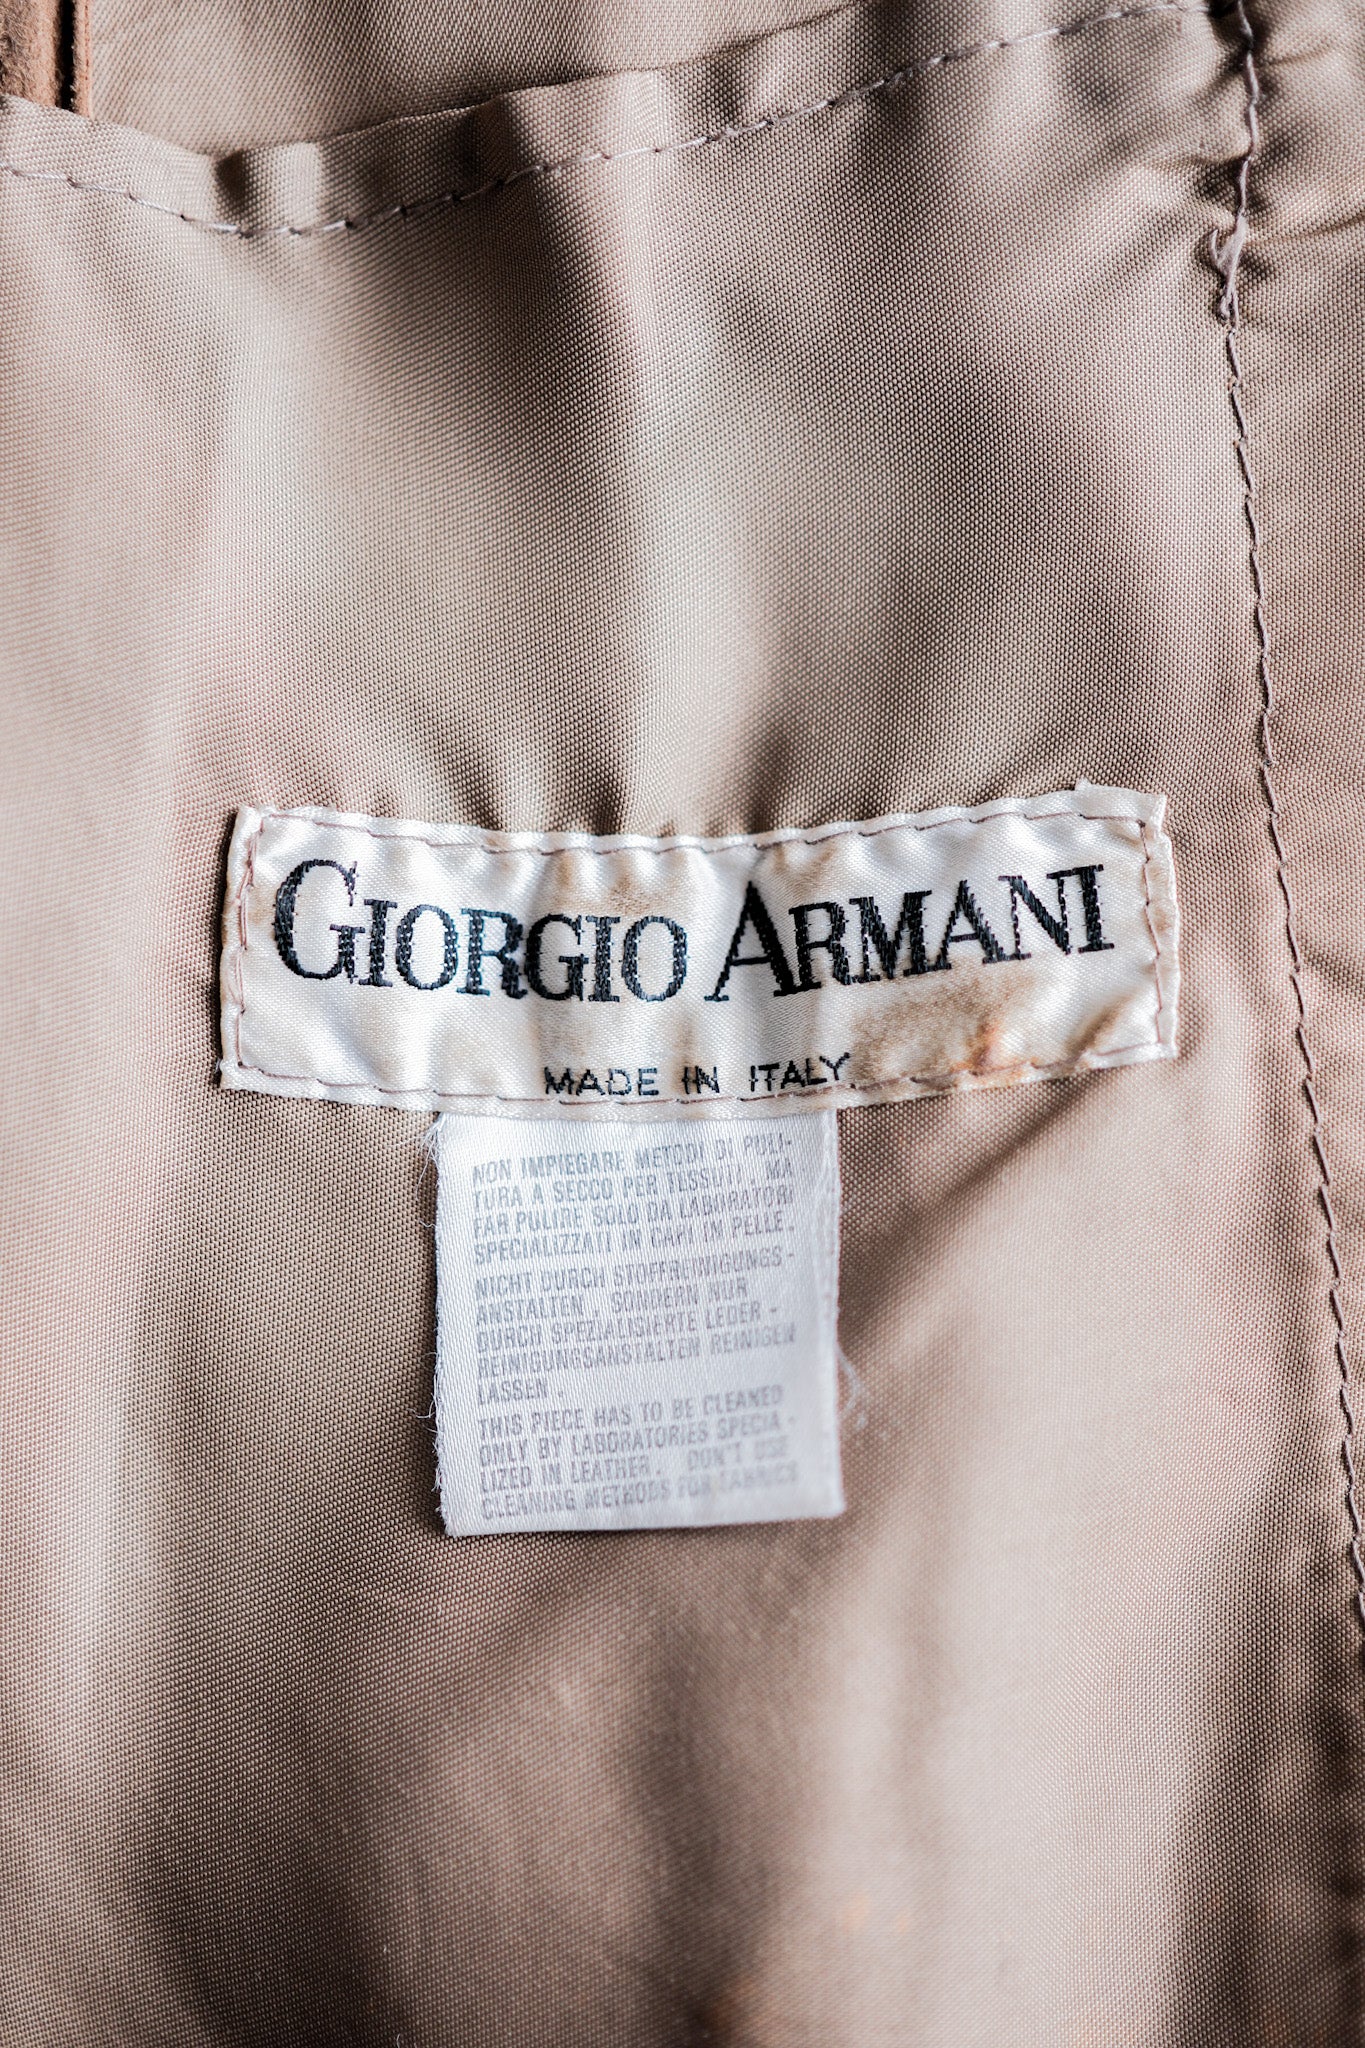 GIORGIO ARMANI
MADE IN ITALY
NON IMPIEGARE METODI DI PULI-
TURA A SECCO PER TESSUTI . MA
FAR PULIRE SOLO DA LABORATORI
SPECIALIZZATI IN CAPI IN PELLE .
NICHT DURCH STOFFREINIGUNGS -
ANSTALTEN , SONDERN NUR
DURCH SPEZIALISIERTE LEDER -
REINIGUNGSANSTALTEN REINIGEN
LASSEN .
THIS PIECE HAS TO BE CLEANED
ONLY BY LABORATORIES SPECIA -
LIZED IN LEATHER . DON'T USE
CLEANING METHODS FOR FABRICS